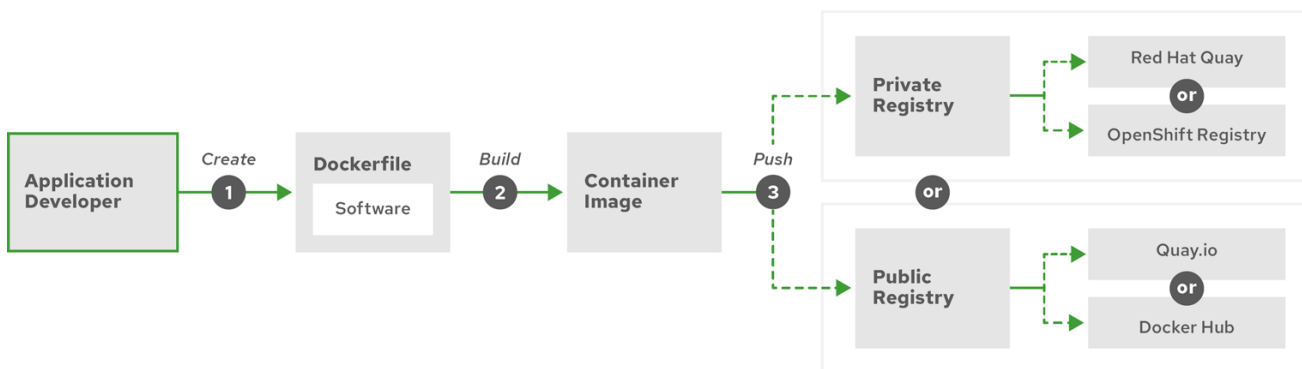 Application
Developer
Create
1
Dockerfile
Software
Build
2
Container
Image
Push
3
Private
Registry
Red Hat Quay
or
OpenShift Registry
or
Public
Registry
Quay.io
or
Docker Hub